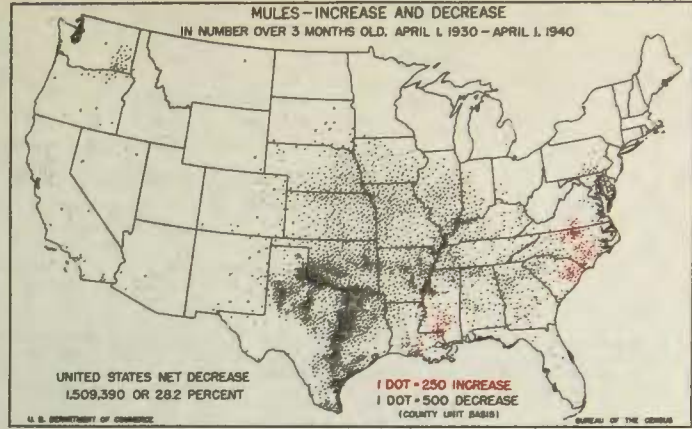 MULES-INCREASE AND DECREASE
IN NUMBER OVER 3 MONTHS OLD, APRIL 1, 1930-APRIL 1, 1940
UNITED STATES NET DECREASE
1,509,390 OR 28.2 PERCENT
1 DOT = 250 INCREASE
1 DOT = 500 DECREASE
(COUNTY UNIT BASIS)
U. S. DEPARTMENT OF COMMERCE
BUREAU OF THE CENSUS